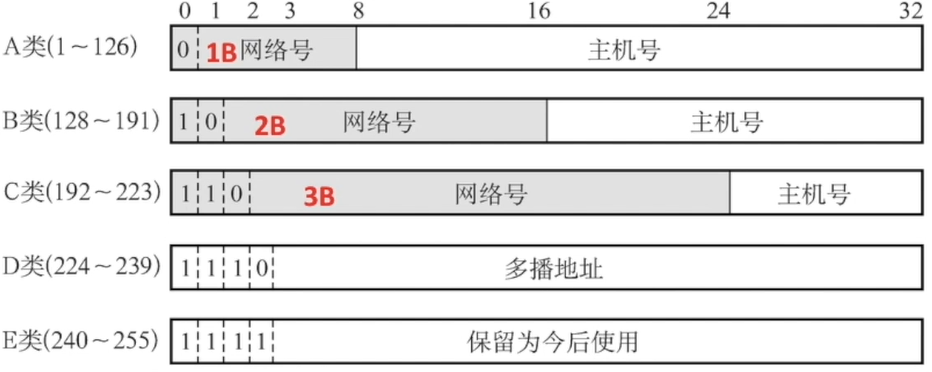 0 1 2 3 8 16 24 32
A类(1～126) 0 1B 网络号 主机号
B类(128～191) 1 0 2B 网络号 主机号
C类(192～223) 1 1 0 3B 网络号 主机号
D类(224～239) 1 1 1 0 多播地址
E类(240～255) 1 1 1 1 保留为今后使用